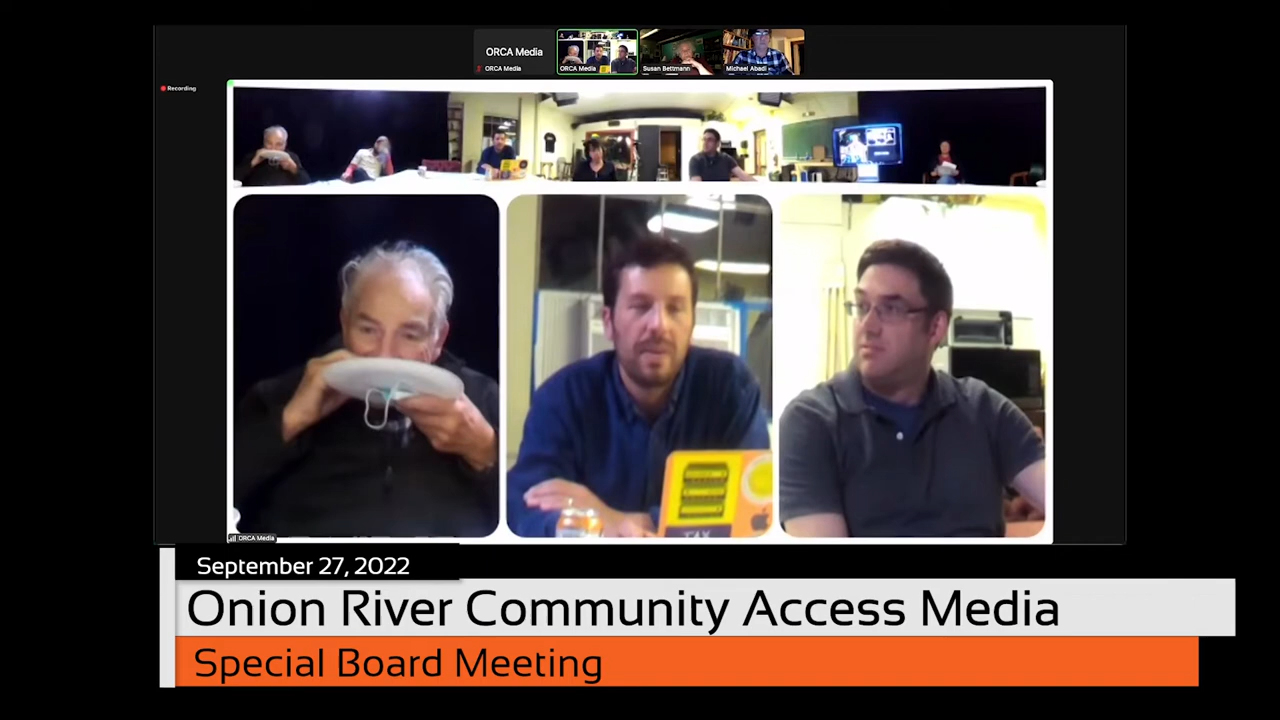 ORCA Media
ORCA Media
ORCA Media
Susan Bettmann
Michael Abadi
Recording
ORCA Media
September 27, 2022
Onion River Community Access Media
Special Board Meeting